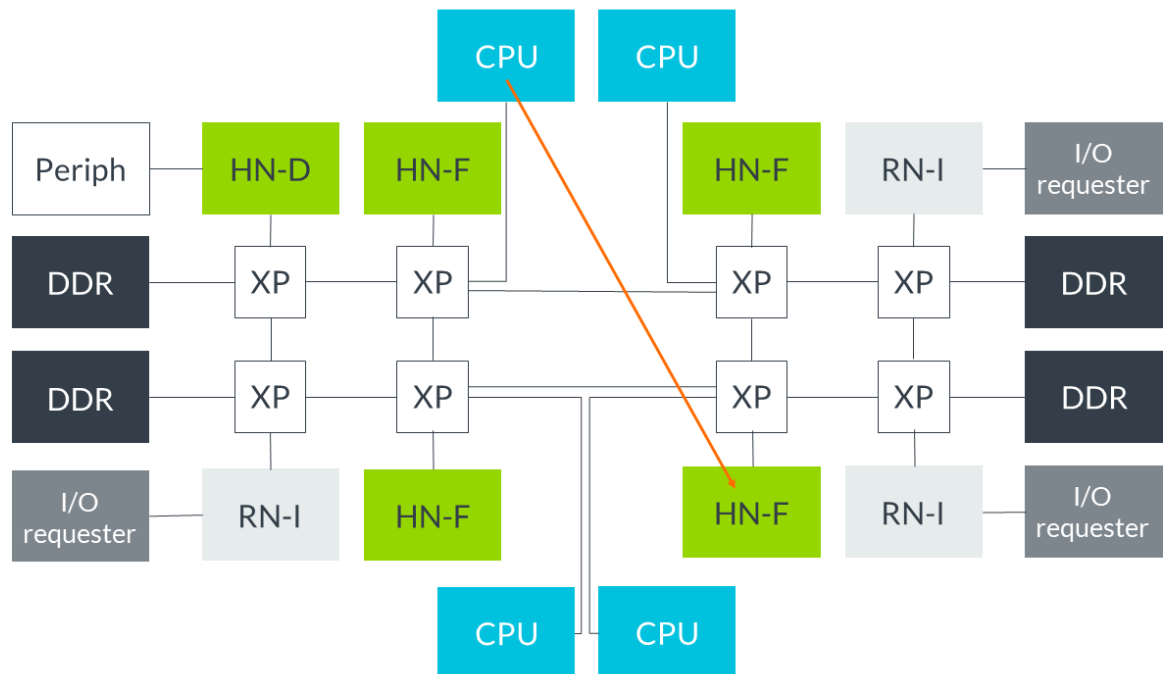 CPU
CPU
Periph
HN-D
HN-F
HN-F
RN-I
I/O
requester
DDR
XP
XP
XP
XP
DDR
DDR
XP
XP
XP
XP
DDR
I/O
requester
RN-I
HN-F
HN-F
RN-I
I/O
requester
CPU
CPU